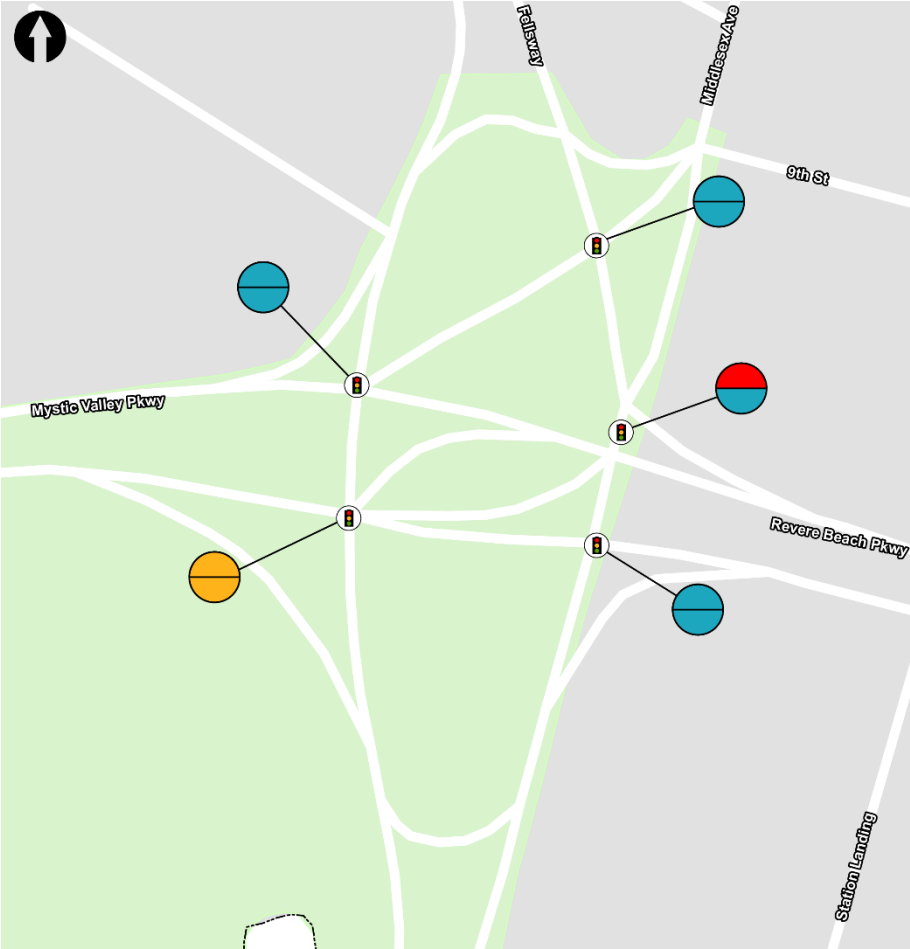 Fellsway
Middlesex Ave
9th St
Mystic Valley Pkwy
Revere Beach Pkwy
Station Landing